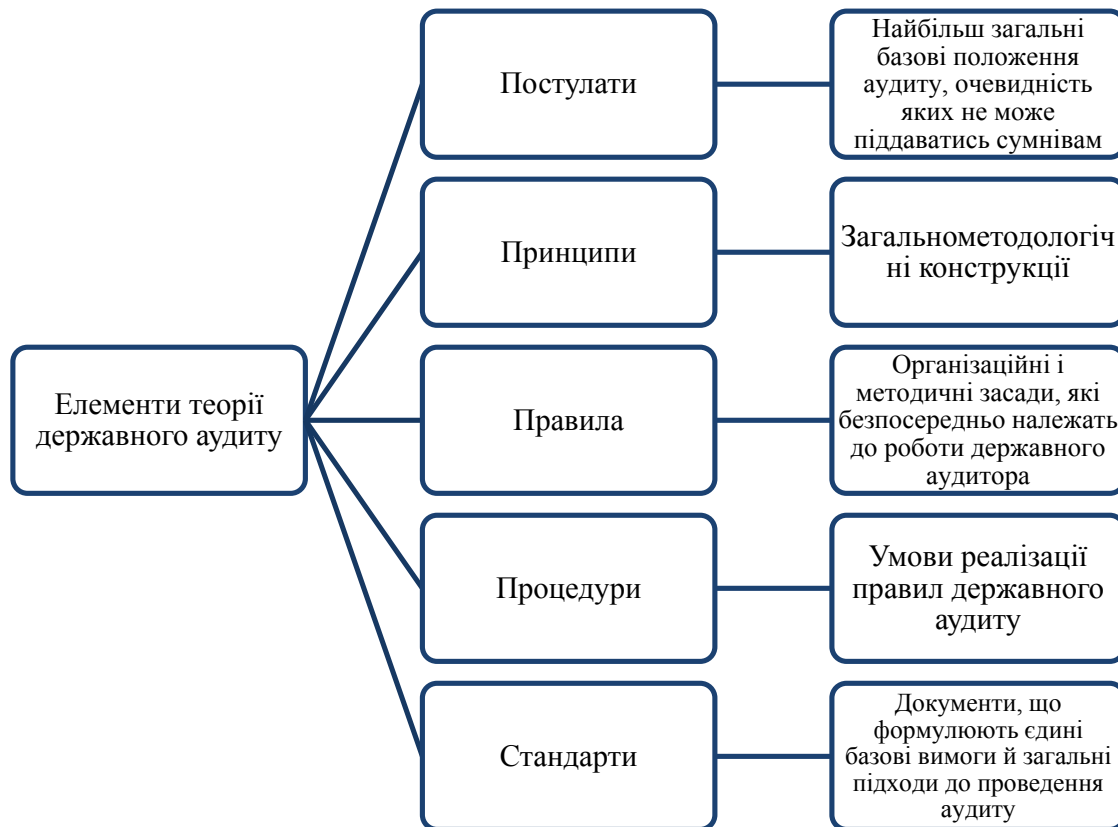 Елементи теорії
державного аудиту
Постулати
Найбільш загальні
базові положення
аудиту, очевидність
яких не може
піддаватись сумнівам
Принципи
Загальнометодологіч
ні конструкції
Правила
Організаційні і
методичні засади, які
безпосередньо належать
до роботи державного
аудитора
Процедури
Умови реалізації
правил державного
аудиту
Стандарти
Документи, що
формулюють єдині
базові вимоги й загальні
підходи до проведення
аудиту